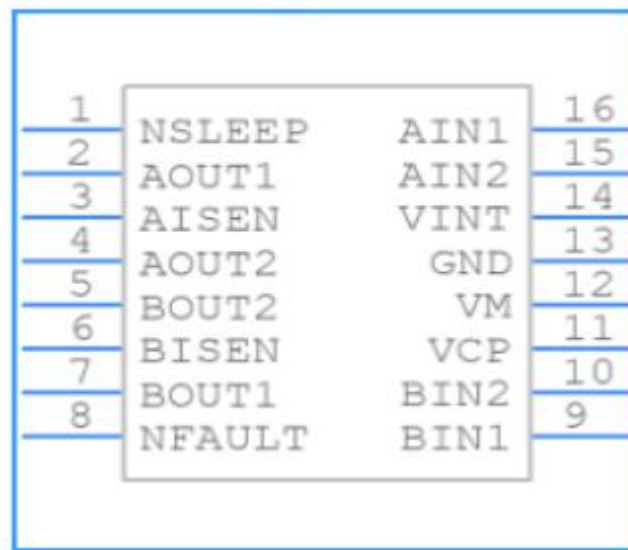 1 NSLEEP AIN1 16
2 AOUT1 AIN2 15
3 AISEN VINT 14
4 AOUT2 GND 13
5 BOUT2 VM 12
6 BISEN VCP 11
7 BOUT1 BIN2 10
8 NFAULT BIN1 9